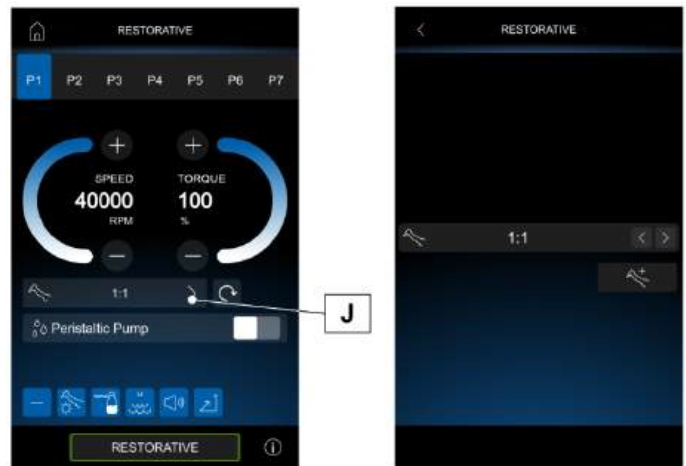 RESTORATIVE
P1 P2 P3 P4 P5 P6 P7
SPEED
40000
RPM
TORQUE
100
%
1:1
Peristaltic Pump
RESTORATIVE
J
RESTORATIVE
1:1